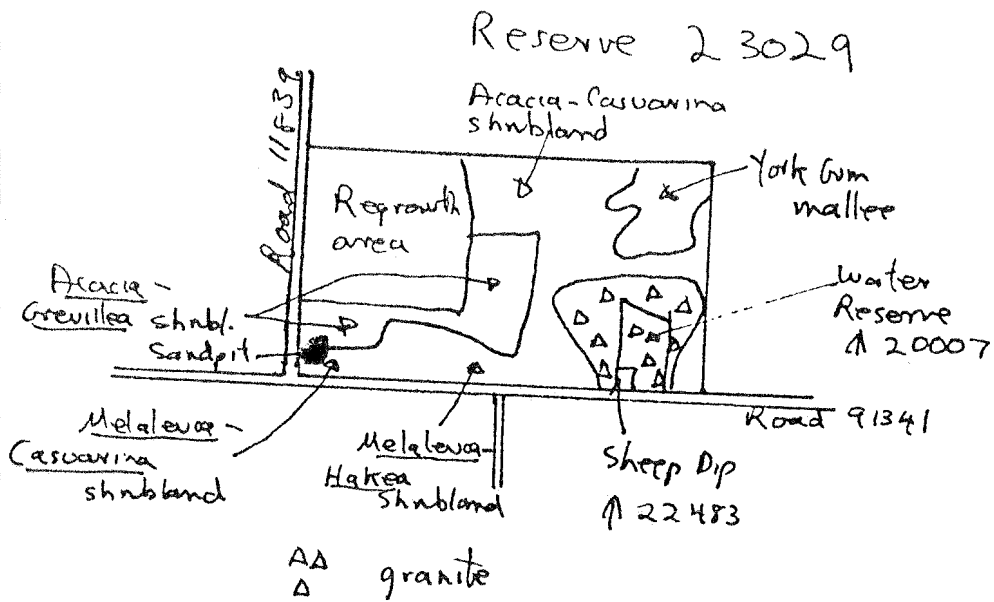 Reserve 23029
Acacia-Casuarina
shrubland
York Gum
mallee
Road 11F39
Regrowth
area
Acacia-
Grevillea shrubl.
Sandpit
Water
Reserve
↑ 20007
Road 91341
Melaleuca-
Casuarina
shrubland
Melaleuca-
Hakea
Shrubland
Sheep Dip
↑ 22483
granite